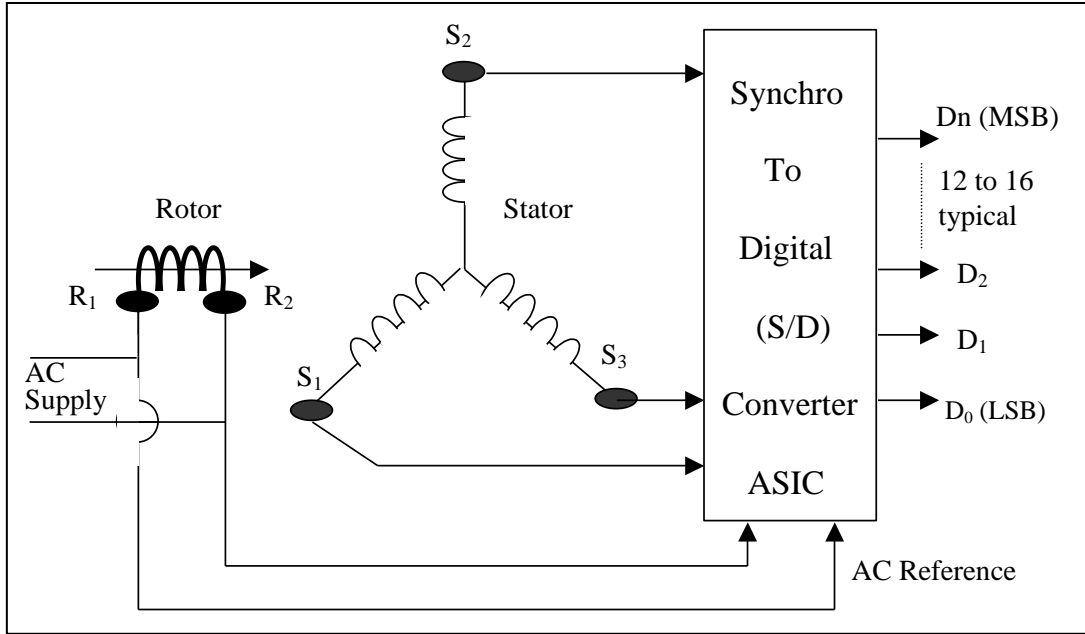 S₂
Synchro
To
Digital
(S/D)
Converter
ASIC
Dn (MSB)
12 to 16
typical
D₂
D₁
D₀ (LSB)
Rotor
Stator
R₁
R₂
AC
Supply
S₁
S₃
AC Reference